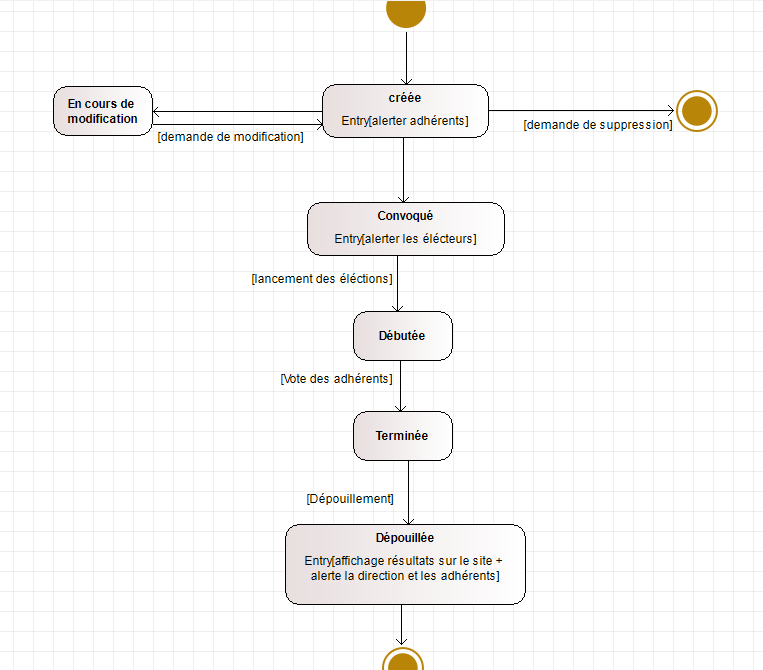 En cours de
modification
créée
Entry[alerter adhérents]
[demande de modification]
[demande de suppression]
Convoqué
Entry[alerter les élécteurs]
[lancement des éléctions]
Débutée
[Vote des adhérents]
Terminée
[Dépouillement]
Dépouillée
Entry[affichage résultats sur le site +
alerte la direction et les adhérents]